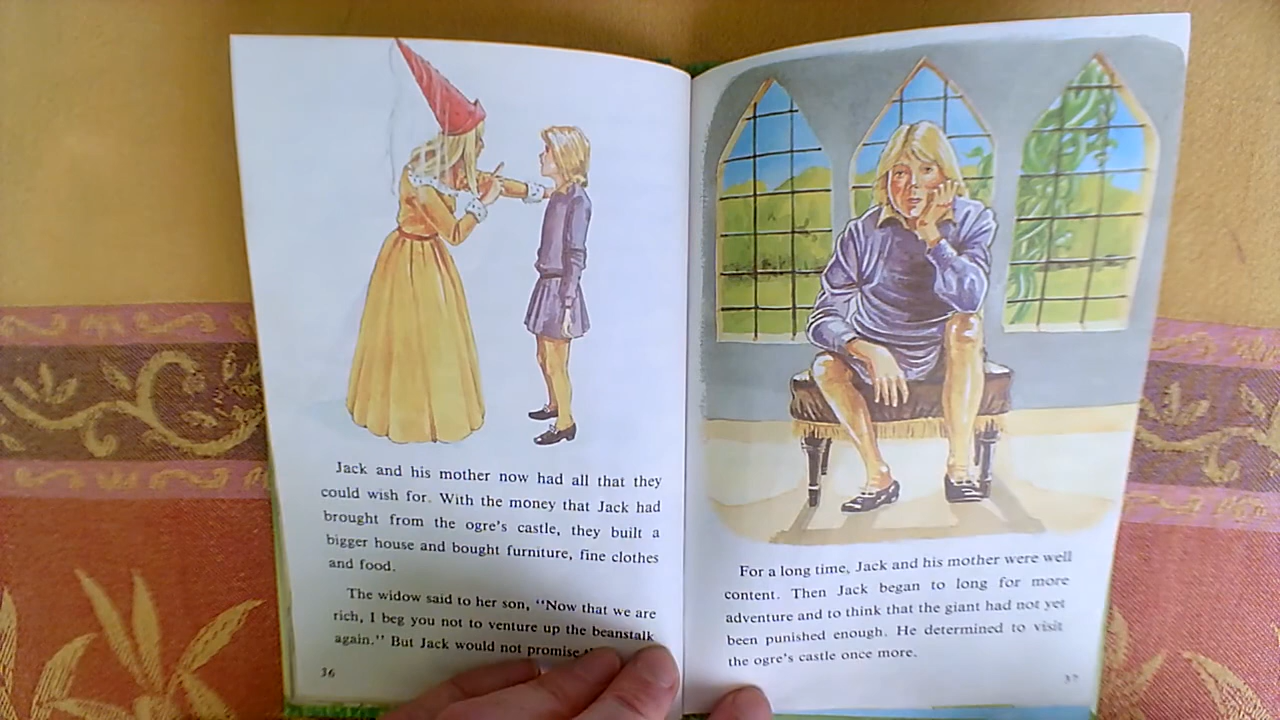 Jack and his mother now had all that they
could wish for. With the money that Jack had
brought from the ogre's castle, they built a
bigger house and bought furniture, fine clothes
and food.
The widow said to her son, "Now that we are
rich, I beg you not to venture up the beanstalk
again." But Jack would not promise
36
For a long time, Jack and his mother were well
content. Then Jack began to long for more
adventure and to think that the giant had not yet
been punished enough. He determined to visit
the ogre's castle once more.
37